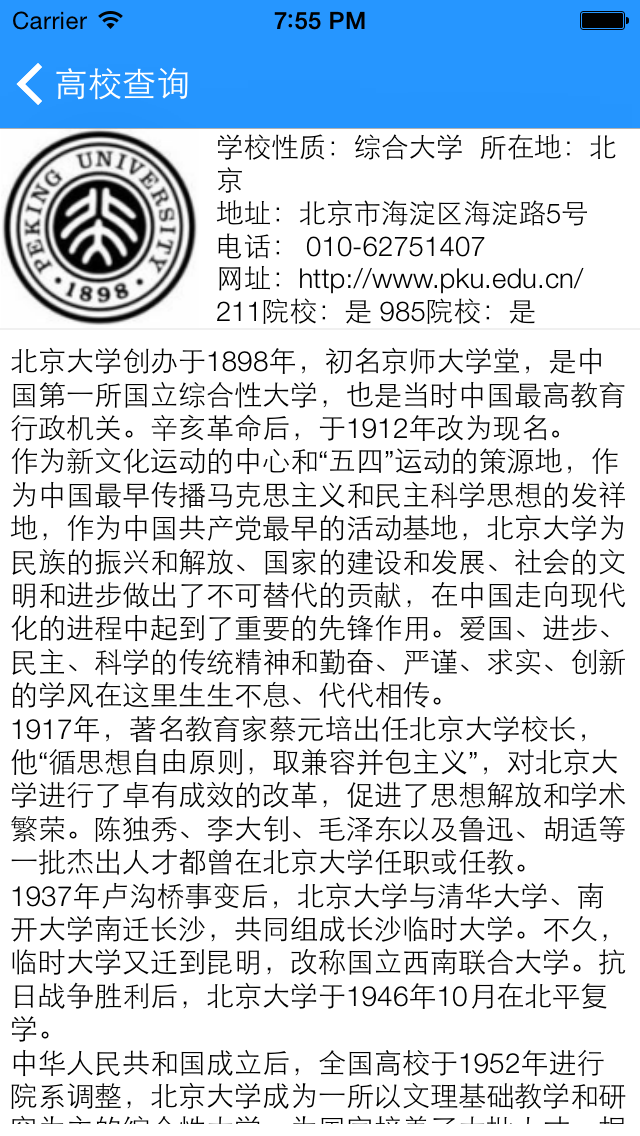 Carrier 7:55 PM
高校查询
PEKING UNIVERSITY
1898
学校性质：综合大学 所在地：北
京
地址：北京市海淀区海淀路5号
电话： 010-62751407
网址：http://www.pku.edu.cn/
211院校：是 985院校：是
北京大学创办于1898年，初名京师大学堂，是中
国第一所国立综合性大学，也是当时中国最高教育
行政机关。辛亥革命后，于1912年改为现名。
作为新文化运动的中心和“五四”运动的策源地，作
为中国最早传播马克思主义和民主科学思想的发祥
地，作为中国共产党最早的活动基地，北京大学为
民族的振兴和解放、国家的建设和发展、社会的文
明和进步做出了不可替代的贡献，在中国走向现代
化的进程中起到了重要的先锋作用。爱国、进步、
民主、科学的传统精神和勤奋、严谨、求实、创新
的学风在这里生生不息、代代相传。
1917年，著名教育家蔡元培出任北京大学校长，
他“循思想自由原则，取兼容并包主义”，对北京大
学进行了卓有成效的改革，促进了思想解放和学术
繁荣。陈独秀、李大钊、毛泽东以及鲁迅、胡适等
一批杰出人才都曾在北京大学任职或任教。
1937年卢沟桥事变后，北京大学与清华大学、南
开大学南迁长沙，共同组成长沙临时大学。不久，
临时大学又迁到昆明，改称国立西南联合大学。抗
日战争胜利后，北京大学于1946年10月在北平复
学。
中华人民共和国成立后，全国高校于1952年进行
院系调整，北京大学成为一所以文理基础教学和研
究为主的综合性大学，为国家培养了大批人才。据